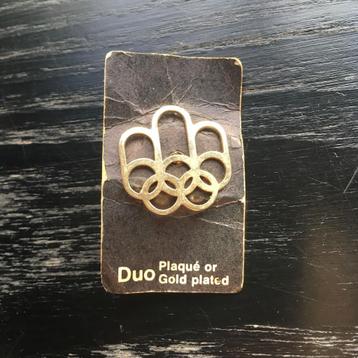 Duo Plaqué or
Gold plated